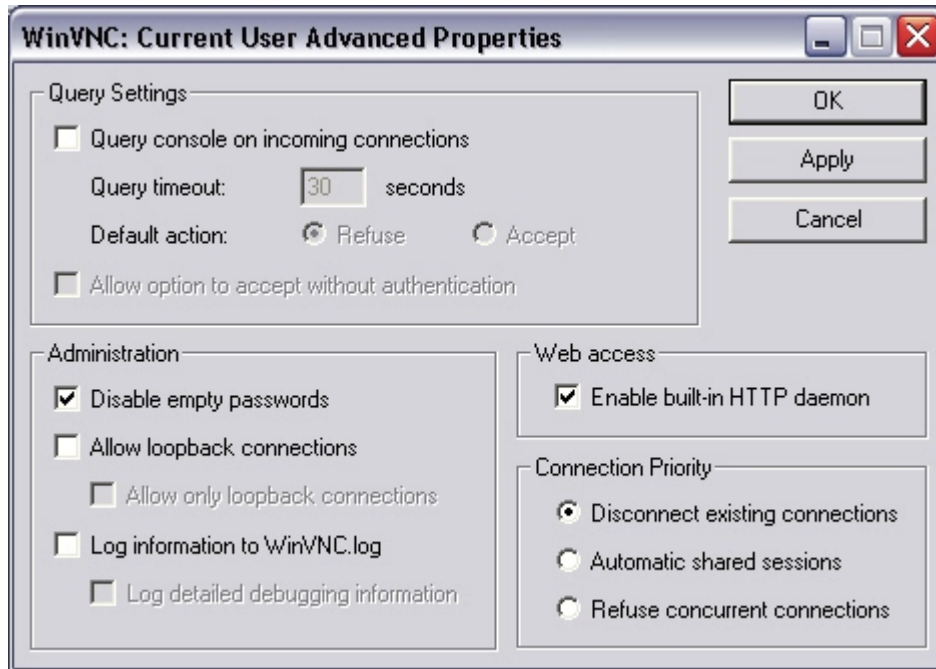 WinVNC: Current User Advanced Properties
Query Settings
Query console on incoming connections
Query timeout: 30 seconds
Default action: Refuse Accept
Allow option to accept without authentication
OK
Apply
Cancel
Administration
Disable empty passwords
Allow loopback connections
Allow only loopback connections
Log information to WinVNC.log
Log detailed debugging information
Web access
Enable built-in HTTP daemon
Connection Priority
Disconnect existing connections
Automatic shared sessions
Refuse concurrent connections